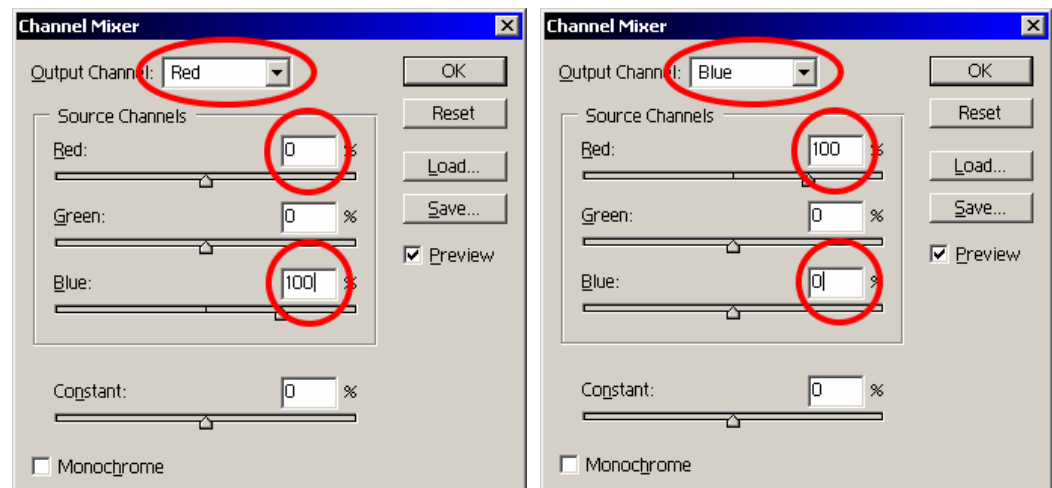 Channel Mixer
Output Channel: Red
OK
Source Channels
Reset
Red: 0 %
Load...
Green: 0 %
Save...
Preview
Blue: 100 %
Constant: 0 %
Monochrome
Channel Mixer
Output Channel: Blue
OK
Source Channels
Reset
Red: 100 %
Load...
Green: 0 %
Save...
Preview
Blue: 0 %
Constant: 0 %
Monochrome